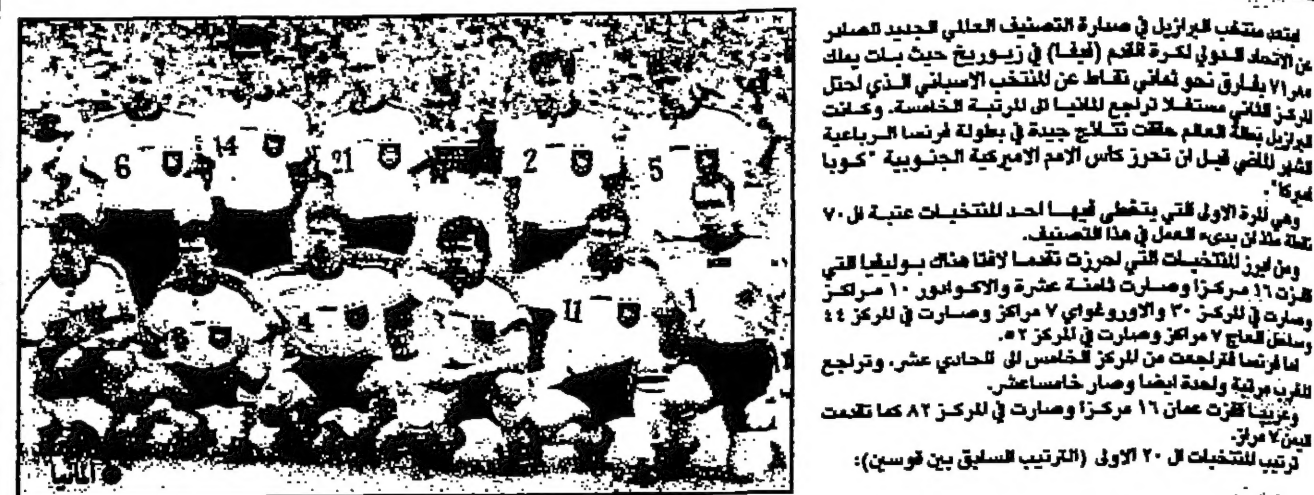 ابتعد منتخب البرازيل في صدارة التصنيف العالمي الجديد الصادر
عن الاتحاد الدولي لكرة القدم (فيفا) في زيوريخ حيث بات يملك
بفارق نحو ثماني نقاط عن المنتخب الاسباني الذي احتل
المركز الثاني مستغلا تراجع المانيا الى المرتبة الخامسة. وكانت
البرازيل بطلة العالم حققت نتائج جيدة في بطولة فرنسا الرباعية
الشهر الماضي قبل ان تحرز كاس الامم الاميركية الجنوبية "كوبا
اميركا".
وهي المرة الاولى التي يتخطى فيها احد المنتخبات عتبة ال ٧٠
نقطة منذ ان بدىء العمل في هذا التصنيف.
ومن ابرز المنتخبات التي احرزت تقدما لافتا هناك بوليفيا التي
قفزت ١٦ مركزا وصارت ثامنة عشرة والاكوادور ١٠ مراكز
وصارت في المركز ٣٠ والاوروغواي ٧ مراكز وصارت في المركز ٤٤
وساحل العاج ٧ مراكز وصارت في المركز ٥٢.
اما فرنسا فتراجعت من المركز الخامس الى الحادي عشر. وتراجع
المغرب مرتبة واحدة ايضا وصار خامسا عشر.
وعربيا قفزت عمان ١٦ مركزا وصارت في المركز ٨٢ كما تقدمت
اليمن ٧
ترتيب المنتخبات ال ٢٠ الاولى (الترتيب السابق بين قوسين):
6 14 21 2 5
8 4 11 1
المانيا